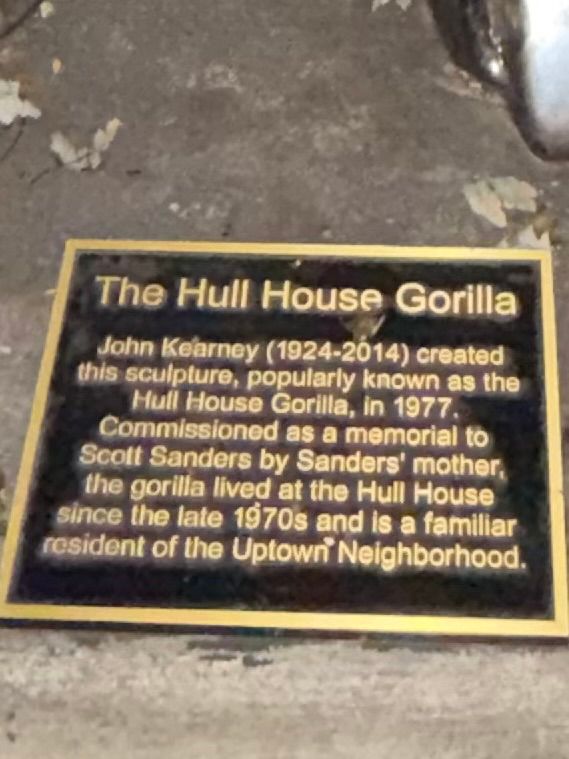 The Hull House Gorilla
John Kearney (1924-2014) created
this sculpture, popularly known as the
Hull House Gorilla, in 1977.
Commissioned as a memorial to
Scott Sanders by Sanders' mother,
the gorilla lived at the Hull House
since the late 1970s and is a familiar
resident of the Uptown Neighborhood.